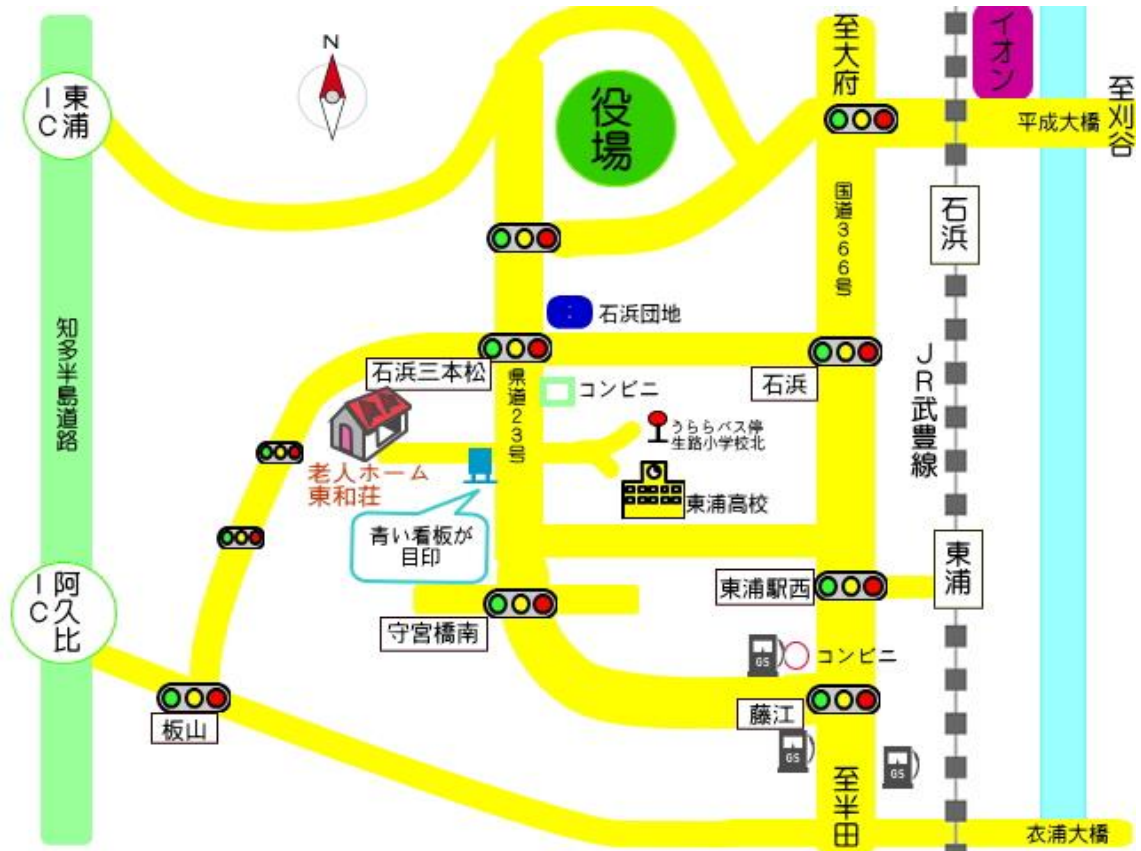 N
至大府
イオン
東浦
IC
役場
平成大橋
至刈谷
国道366号
石浜
石浜団地
知多半島道路
石浜三本松
県道23号
コンビニ
石浜
JR武豊線
うららバス停
生路小学校北
老人ホーム
東和荘
東浦高校
青い看板が
目印
東浦
阿久比
IC
東浦駅西
守宮橋南
GS
コンビニ
板山
藤江
GS
GS
至半田
衣浦大橋